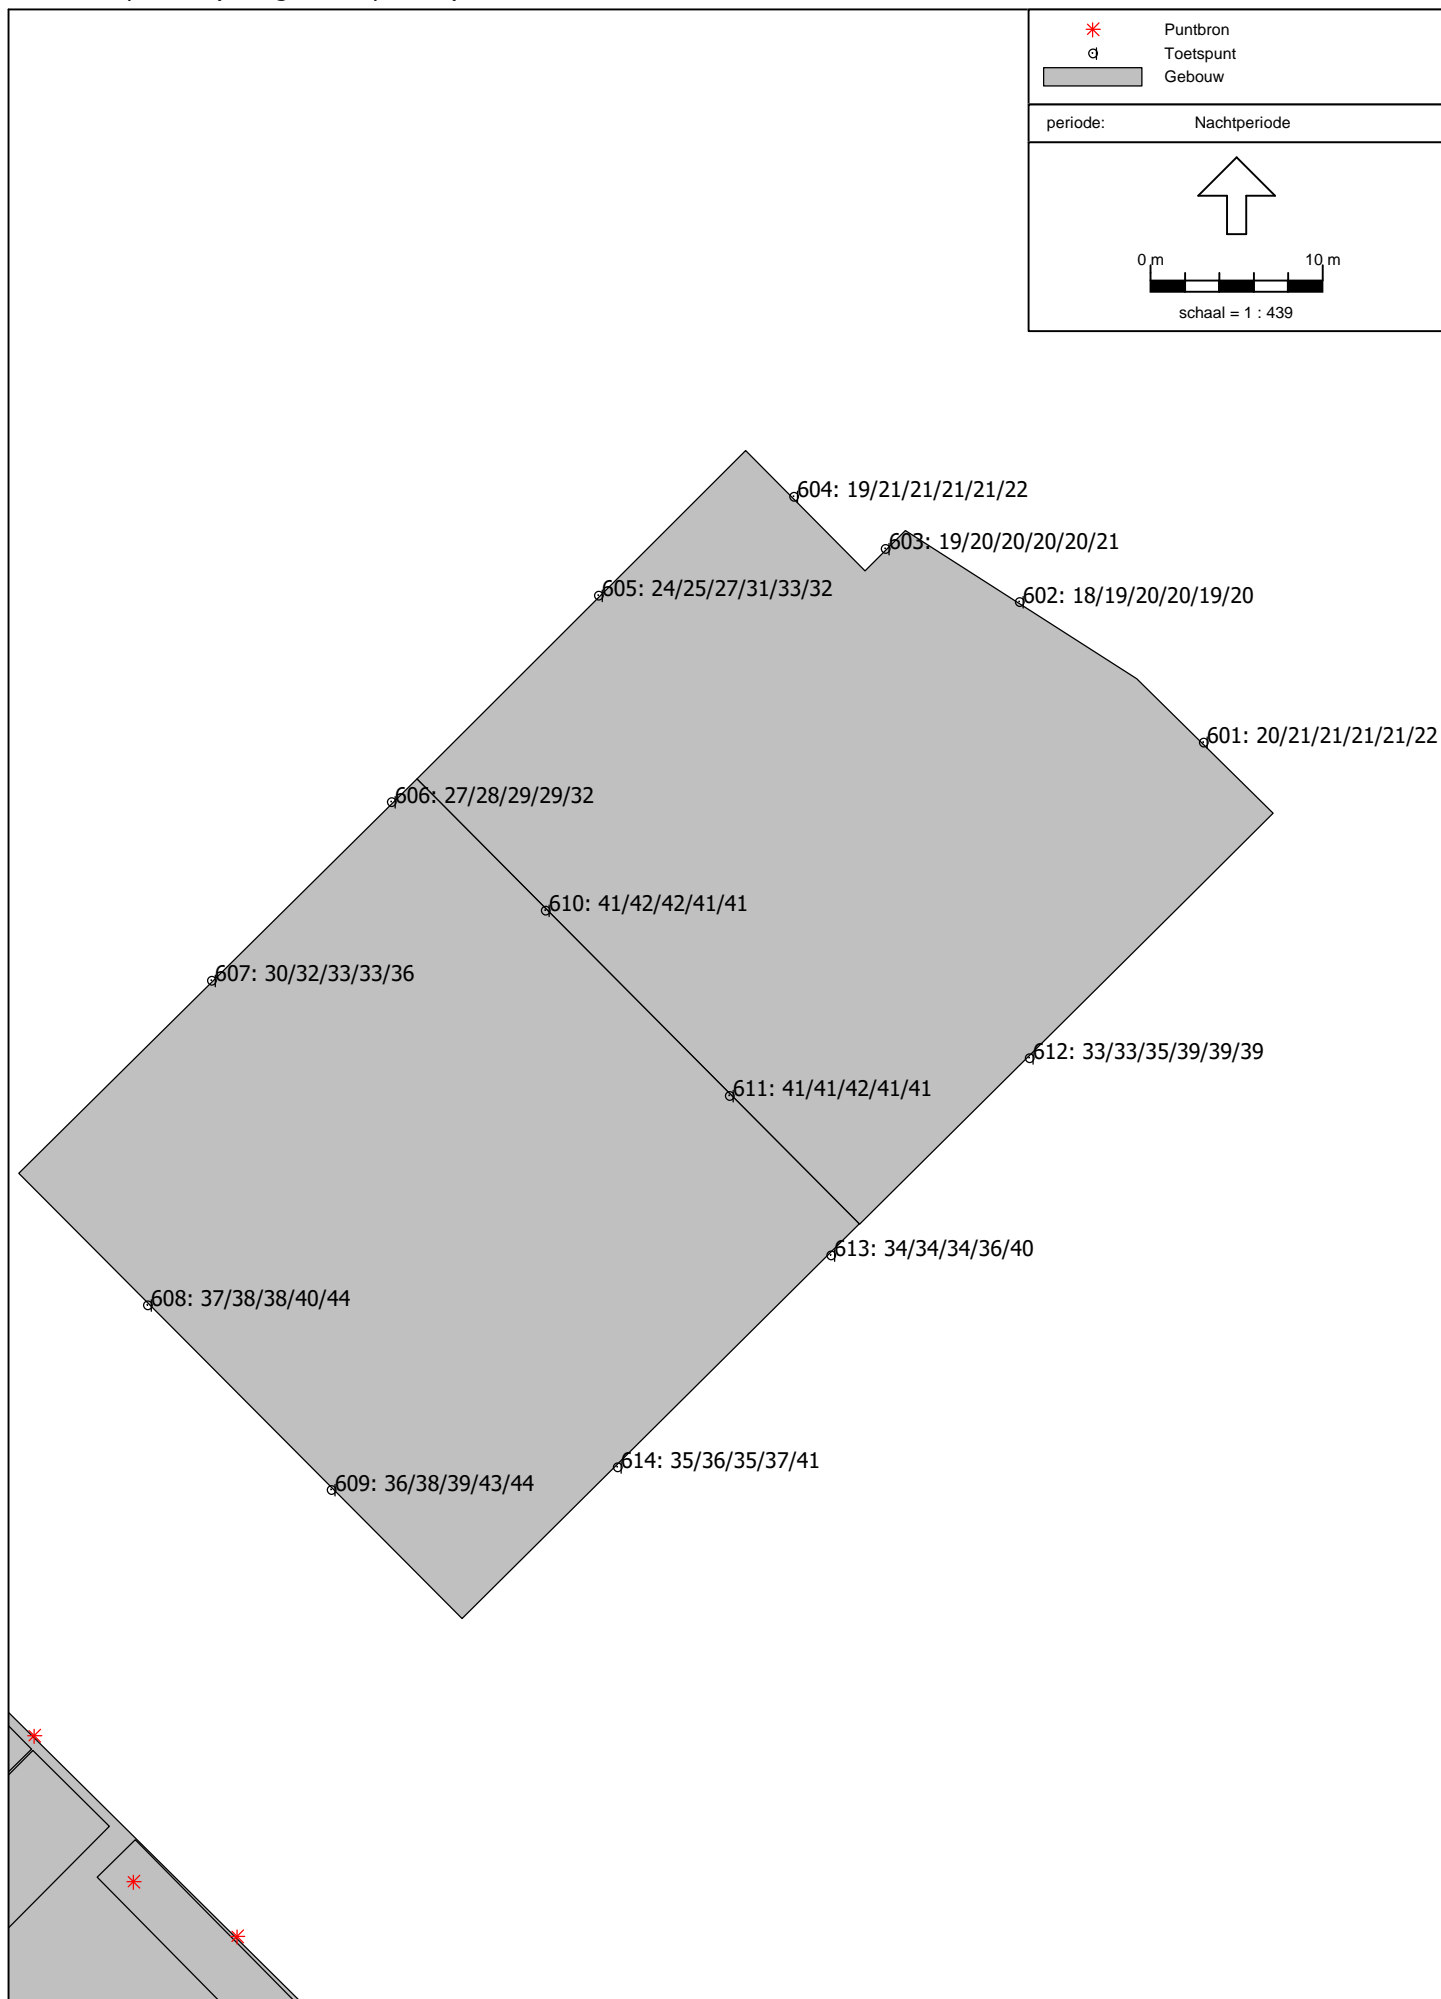 Puntbron
Toetspunt
Gebouw
periode: Nachtperiode
0 m 10 m
schaal = 1 : 439
604: 19/21/21/21/21/22
603: 19/20/20/20/20/21
605: 24/25/27/31/33/32
602: 18/19/20/20/19/20
601: 20/21/21/21/21/22
606: 27/28/29/29/32
610: 41/42/42/41/41
607: 30/32/33/33/36
612: 33/33/35/39/39/39
611: 41/41/42/41/41
613: 34/34/34/36/40
608: 37/38/38/40/44
614: 35/36/35/37/41
609: 36/38/39/43/44